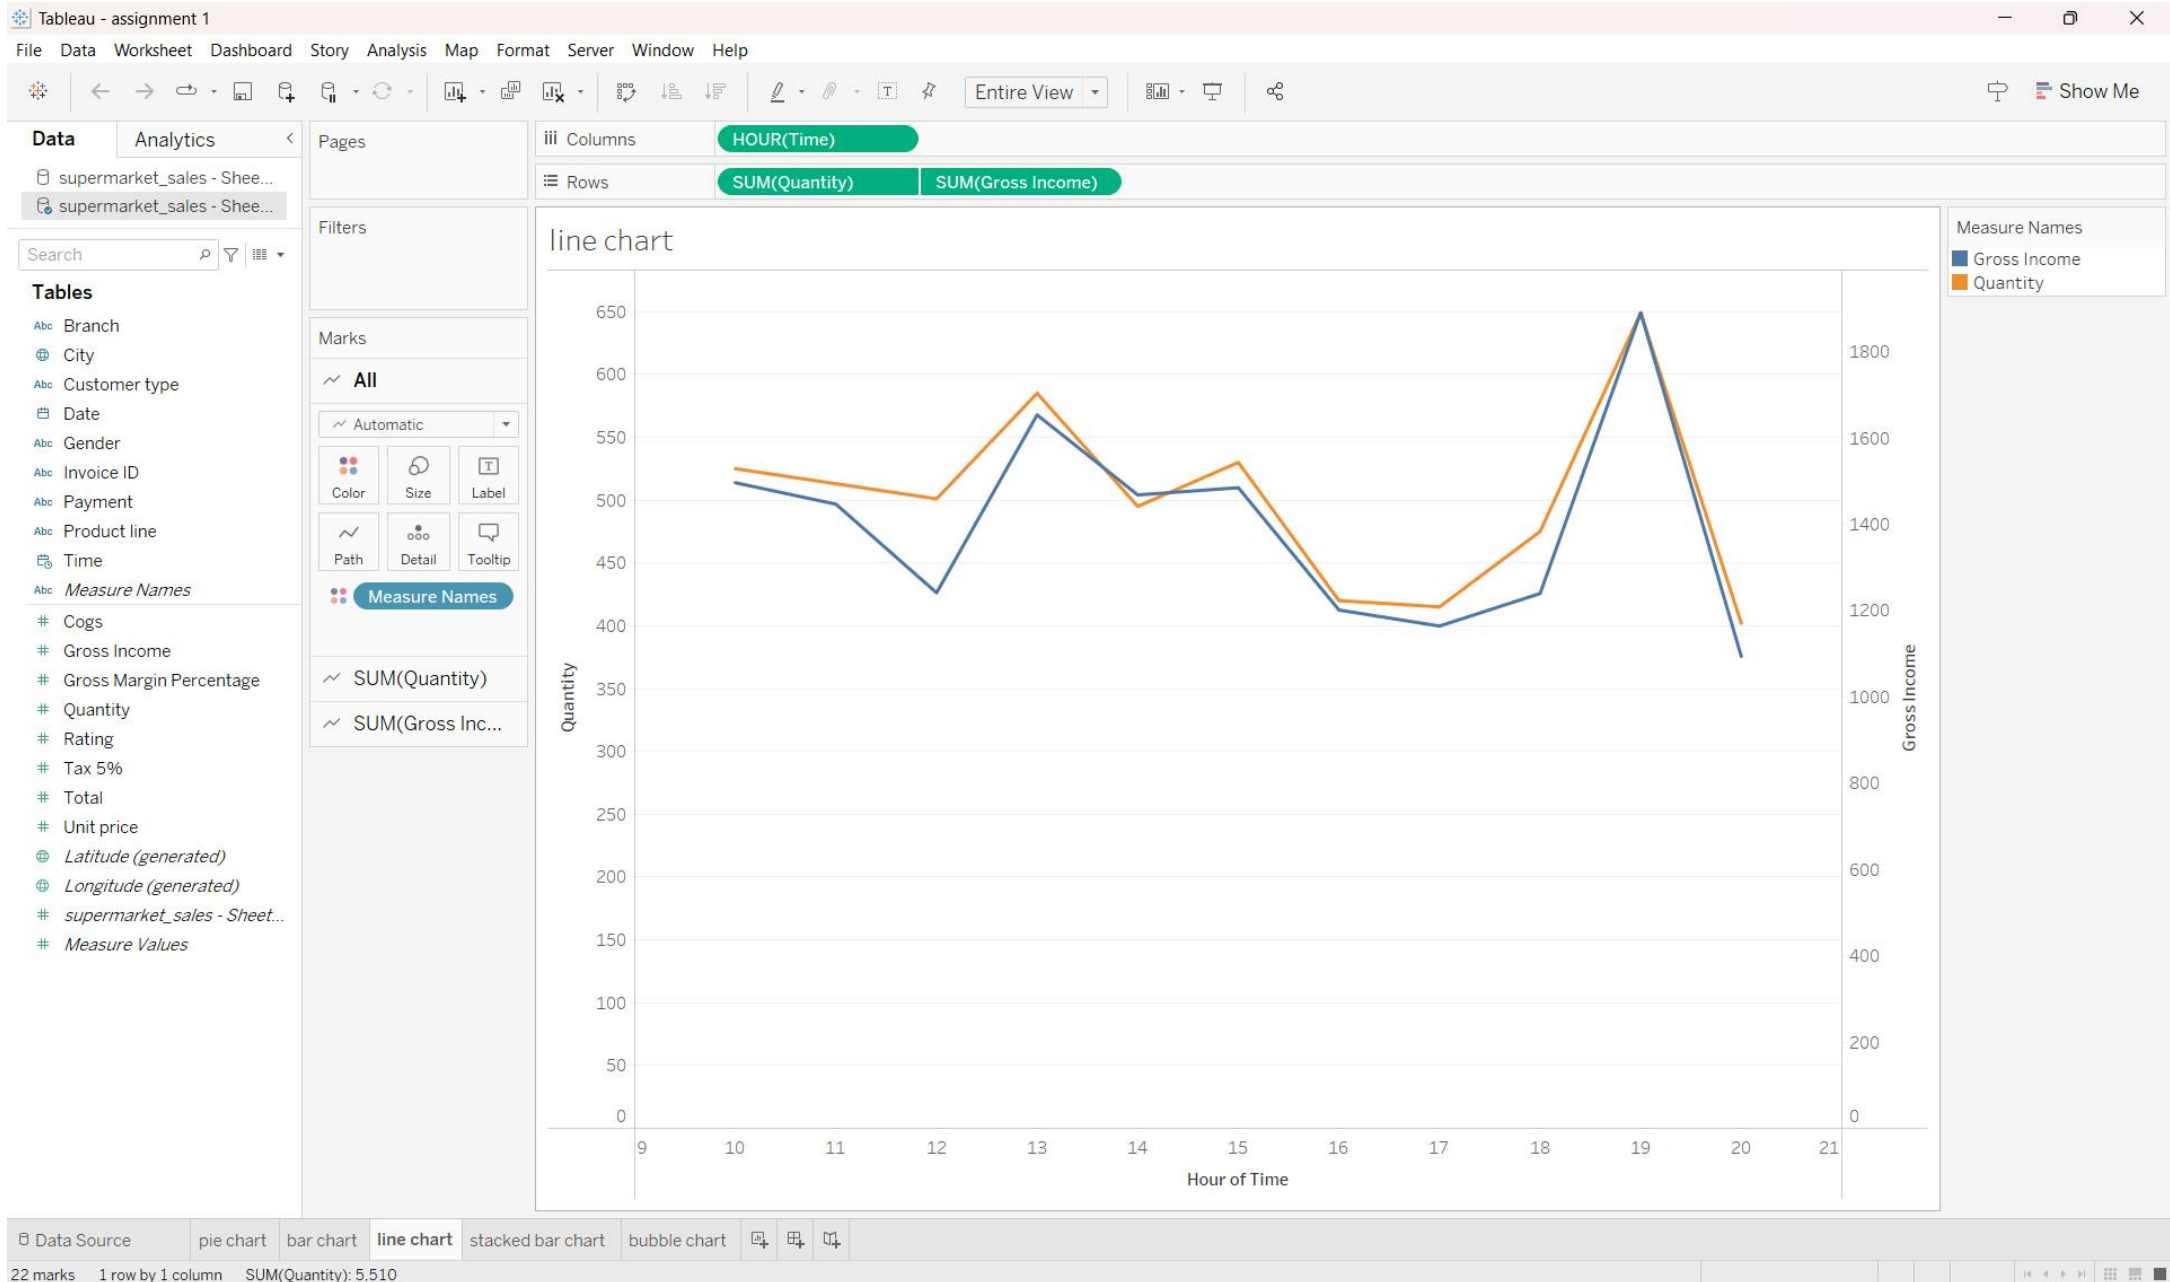 Tableau - assignment 1
File Data Worksheet Dashboard Story Analysis Map Format Server Window Help
Entire View
Show Me
Data
Analytics
supermarket_sales - Shee...
supermarket_sales - Shee...
Search
Tables
Abc Branch
City
Abc Customer type
Date
Abc Gender
Abc Invoice ID
Abc Payment
Abc Product line
Time
Abc Measure Names
# Cogs
# Gross Income
# Gross Margin Percentage
# Quantity
# Rating
# Tax 5%
# Total
# Unit price
Latitude (generated)
Longitude (generated)
# supermarket_sales - Sheet...
# Measure Values
Pages
Filters
Marks
All
Automatic
Color Size Label
Path Detail Tooltip
Measure Names
SUM(Quantity)
SUM(Gross Inc...
Columns HOUR(Time)
Rows SUM(Quantity) SUM(Gross Income)
line chart
Quantity
650
600
550
500
450
400
350
300
250
200
150
100
50
0
1800
1600
1400
1200
1000
800
600
400
200
0
Gross Income
9 10 11 12 13 14 15 16 17 18 19 20 21
Hour of Time
Measure Names
Gross Income
Quantity
Data Source pie chart bar chart line chart stacked bar chart bubble chart
22 marks 1 row by 1 column SUM(Quantity): 5,510